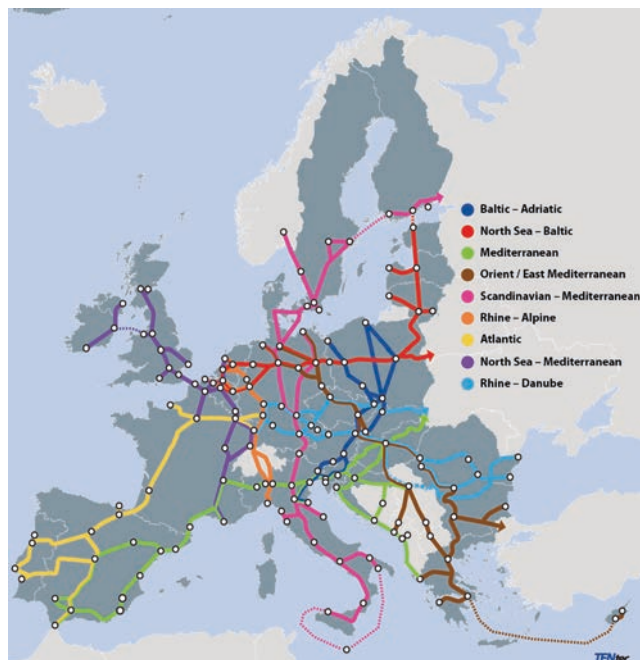 Baltic – Adriatic
North Sea – Baltic
Mediterranean
Orient / East Mediterranean
Scandinavian – Mediterranean
Rhine – Alpine
Atlantic
North Sea – Mediterranean
Rhine – Danube
TENtec